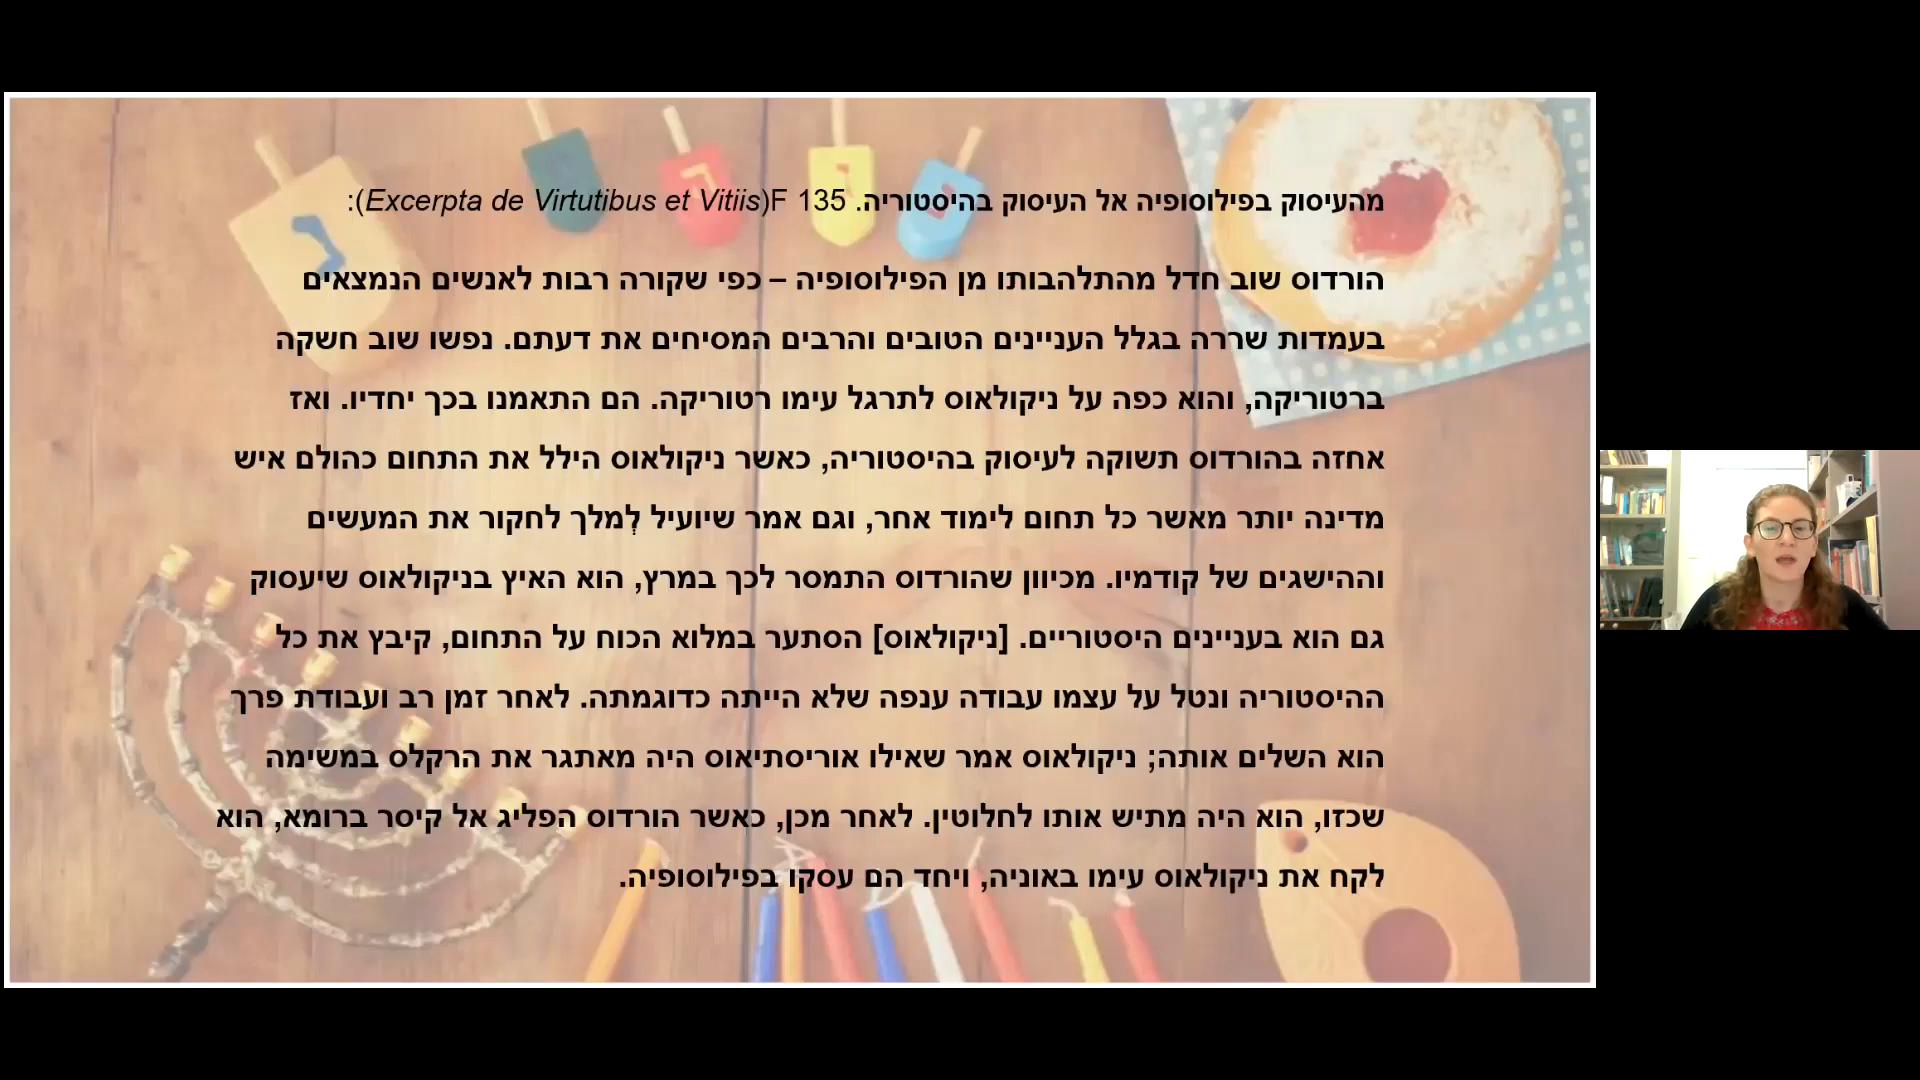 מהעיסוק בפילוסופיה אל העיסוק בהיסטוריה. F 135 (Excerpta de Virtutibus et Vitiis):
הורדוס שוב חדל מהתלהבותו מן הפילוסופיה – כפי שקורה רבות לאנשים הנמצאים
בעמדות שררה בגלל העניינים הטובים והרבים המסיחים את דעתם. נפשו שוב חשקה
ברטוריקה, והוא כפה על ניקולאוס לתרגל עימו רטוריקה. הם התאמנו בכך יחדיו. ואז
אחזה בהורדוס תשוקה לעיסוק בהיסטוריה, כאשר ניקולאוס הילל את התחום כהולם איש
מדינה יותר מאשר כל תחום לימוד אחר, וגם אמר שיועיל לְמלך לחקור את המעשים
וההישגים של קודמיו. מכיוון שהורדוס התמסר לכך במרץ, הוא האיץ בניקולאוס שיעסוק
גם הוא בעניינים היסטוריים. [ניקולאוס] הסתער במלוא הכוח על התחום, קיבץ את כל
ההיסטוריה ונטל על עצמו עבודה ענפה שלא הייתה כדוגמתה. לאחר זמן רב ועבודת פרך
הוא השלים אותה; ניקולאוס אמר שאילו אוריסתיאוס היה מאתגר את הרקלס במשימה
שכזו, הוא היה מתיש אותו לחלוטין. לאחר מכן, כאשר הורדוס הפליג אל קיסר ברומא, הוא
לקח את ניקולאוס עימו באוניה, ויחד הם עסקו בפילוסופיה.